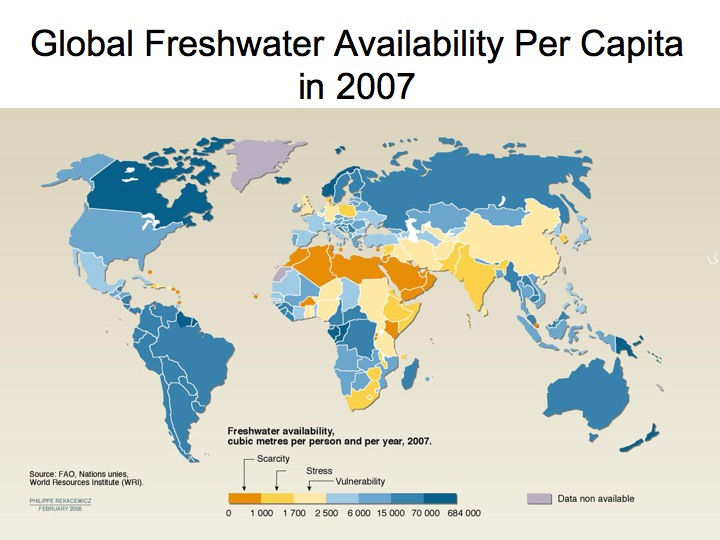 Global Freshwater Availability Per Capita
in 2007
Freshwater availability,
cubic metres per person and per year, 2007.
Scarcity
Stress
Vulnerability
0 1 000 1 700 2 500 6 000 15 000 70 000 684 000
Data non available
Source: FAO, Nations unies,
World Resources Institute (WRI).
PHILIPPE REKACEWICZ
FEBRUARY 2008